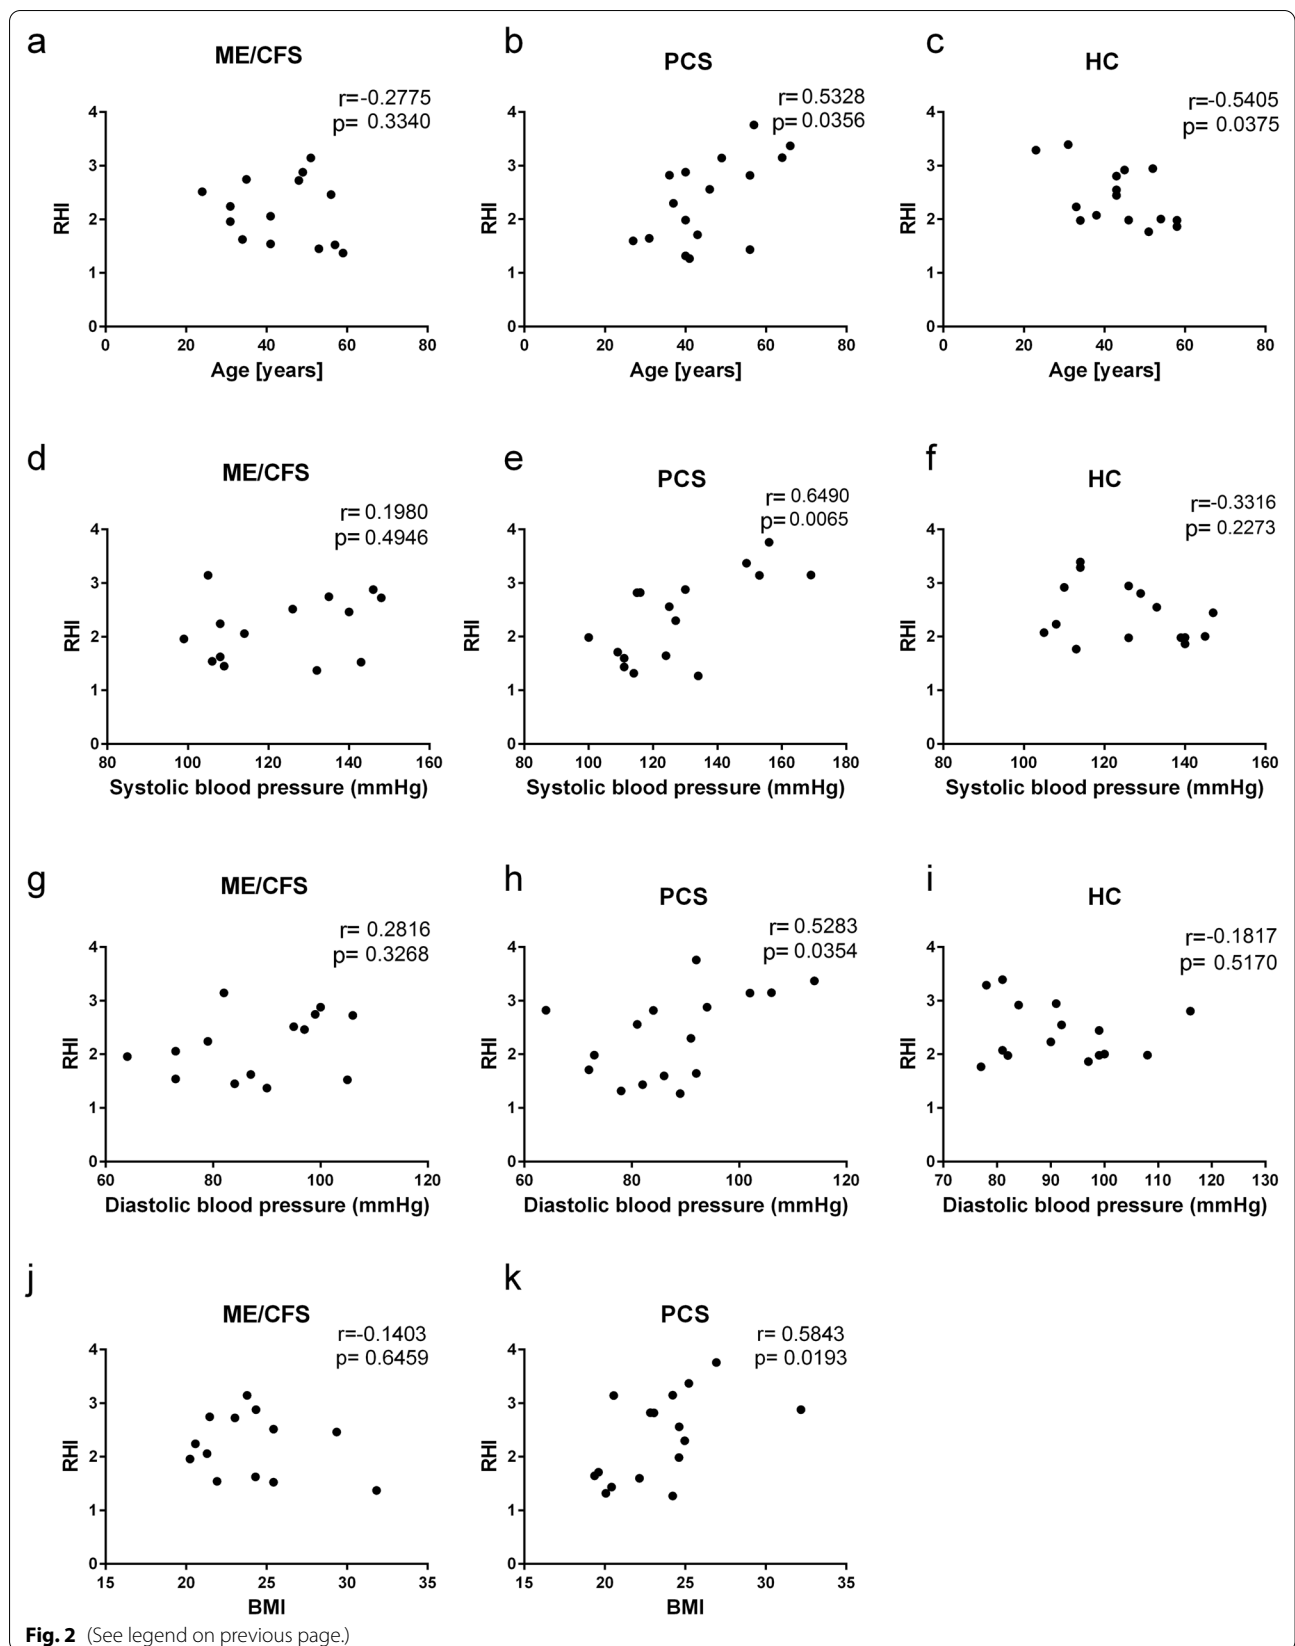 a
ME/CFS
r=-0.2775
p= 0.3340
4
3
2
1
0
RHI
0 20 40 60 80
Age [years]
b
PCS
r= 0.5328
p= 0.0356
4
3
2
1
0
RHI
0 20 40 60 80
Age [years]
c
HC
r=-0.5405
p= 0.0375
4
3
2
1
0
RHI
0 20 40 60 80
Age [years]
d
ME/CFS
r= 0.1980
p= 0.4946
4
3
2
1
0
RHI
80 100 120 140 160
Systolic blood pressure (mmHg)
e
PCS
r= 0.6490
p= 0.0065
4
3
2
1
0
RHI
80 100 120 140 160 180
Systolic blood pressure (mmHg)
f
HC
r=-0.3316
p= 0.2273
4
3
2
1
0
RHI
80 100 120 140 160
Systolic blood pressure (mmHg)
g
ME/CFS
r= 0.2816
p= 0.3268
4
3
2
1
0
RHI
60 80 100 120
Diastolic blood pressure (mmHg)
h
PCS
r= 0.5283
p= 0.0354
4
3
2
1
0
RHI
60 80 100 120
Diastolic blood pressure (mmHg)
i
HC
r=-0.1817
p= 0.5170
4
3
2
1
0
RHI
70 80 90 100 110 120 130
Diastolic blood pressure (mmHg)
j
ME/CFS
r=-0.1403
p= 0.6459
4
3
2
1
0
RHI
15 20 25 30 35
BMI
k
PCS
r= 0.5843
p= 0.0193
4
3
2
1
0
RHI
15 20 25 30 35
BMI
Fig. 2 (See legend on previous page.)